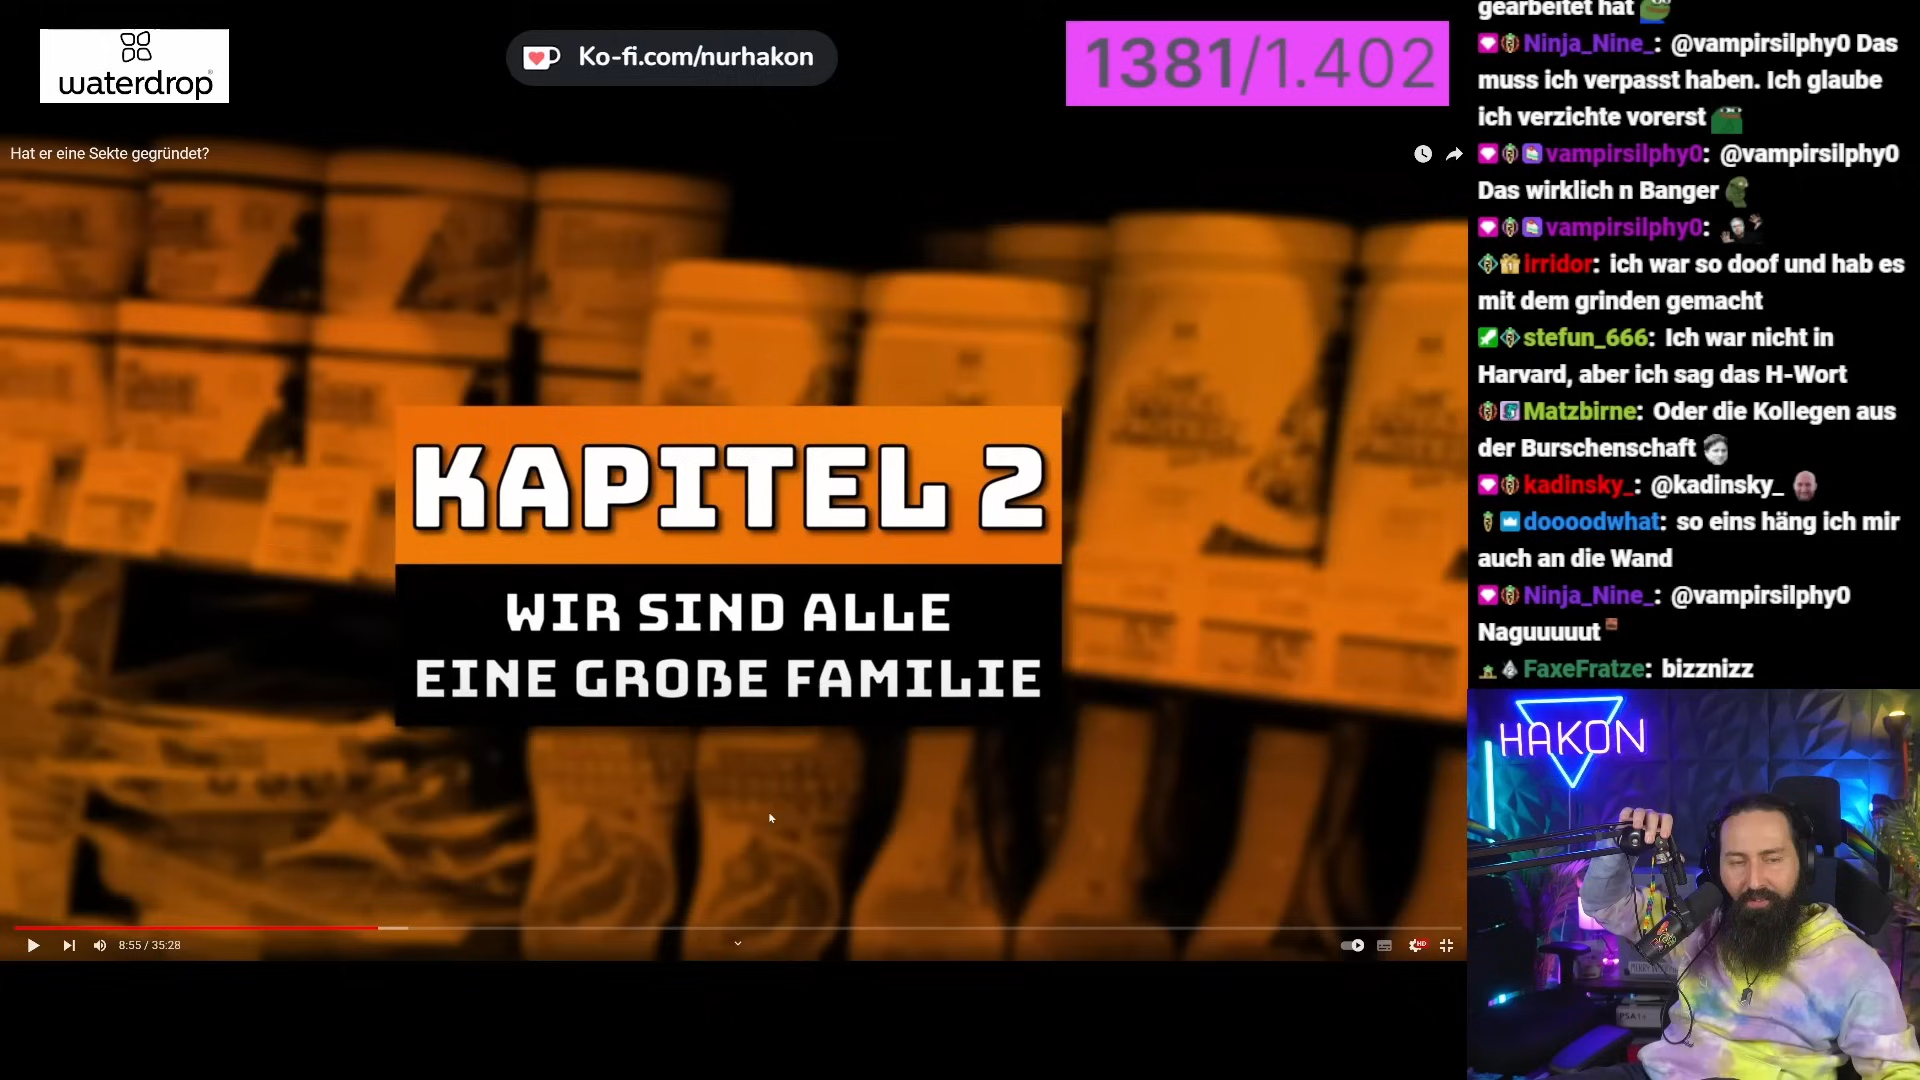 waterdrop
Ko-fi.com/nurhakon
1381/1.402
Hat er eine Sekte gegründet?
KAPITEL 2
WIR SIND ALLE
EINE GROßE FAMILIE
8:55 / 35:28
HD
gearbeitet hat
Ninja_Nine_: @vampirsilphy0 Das
muss ich verpasst haben. Ich glaube
ich verzichte vorerst
vampirsilphy0: @vampirsilphy0
Das wirklich n Banger
vampirsilphy0:
irridor: ich war so doof und hab es
mit dem grinden gemacht
stefun_666: Ich war nicht in
Harvard, aber ich sag das H-Wort
Matzbirne: Oder die Kollegen aus
der Burschenschaft
kadinsky_: @kadinsky_
doooodwhat: so eins häng ich mir
auch an die Wand
Ninja_Nine_: @vampirsilphy0
Naguuuuut
FaxeFratze: bizznizz
HAKON